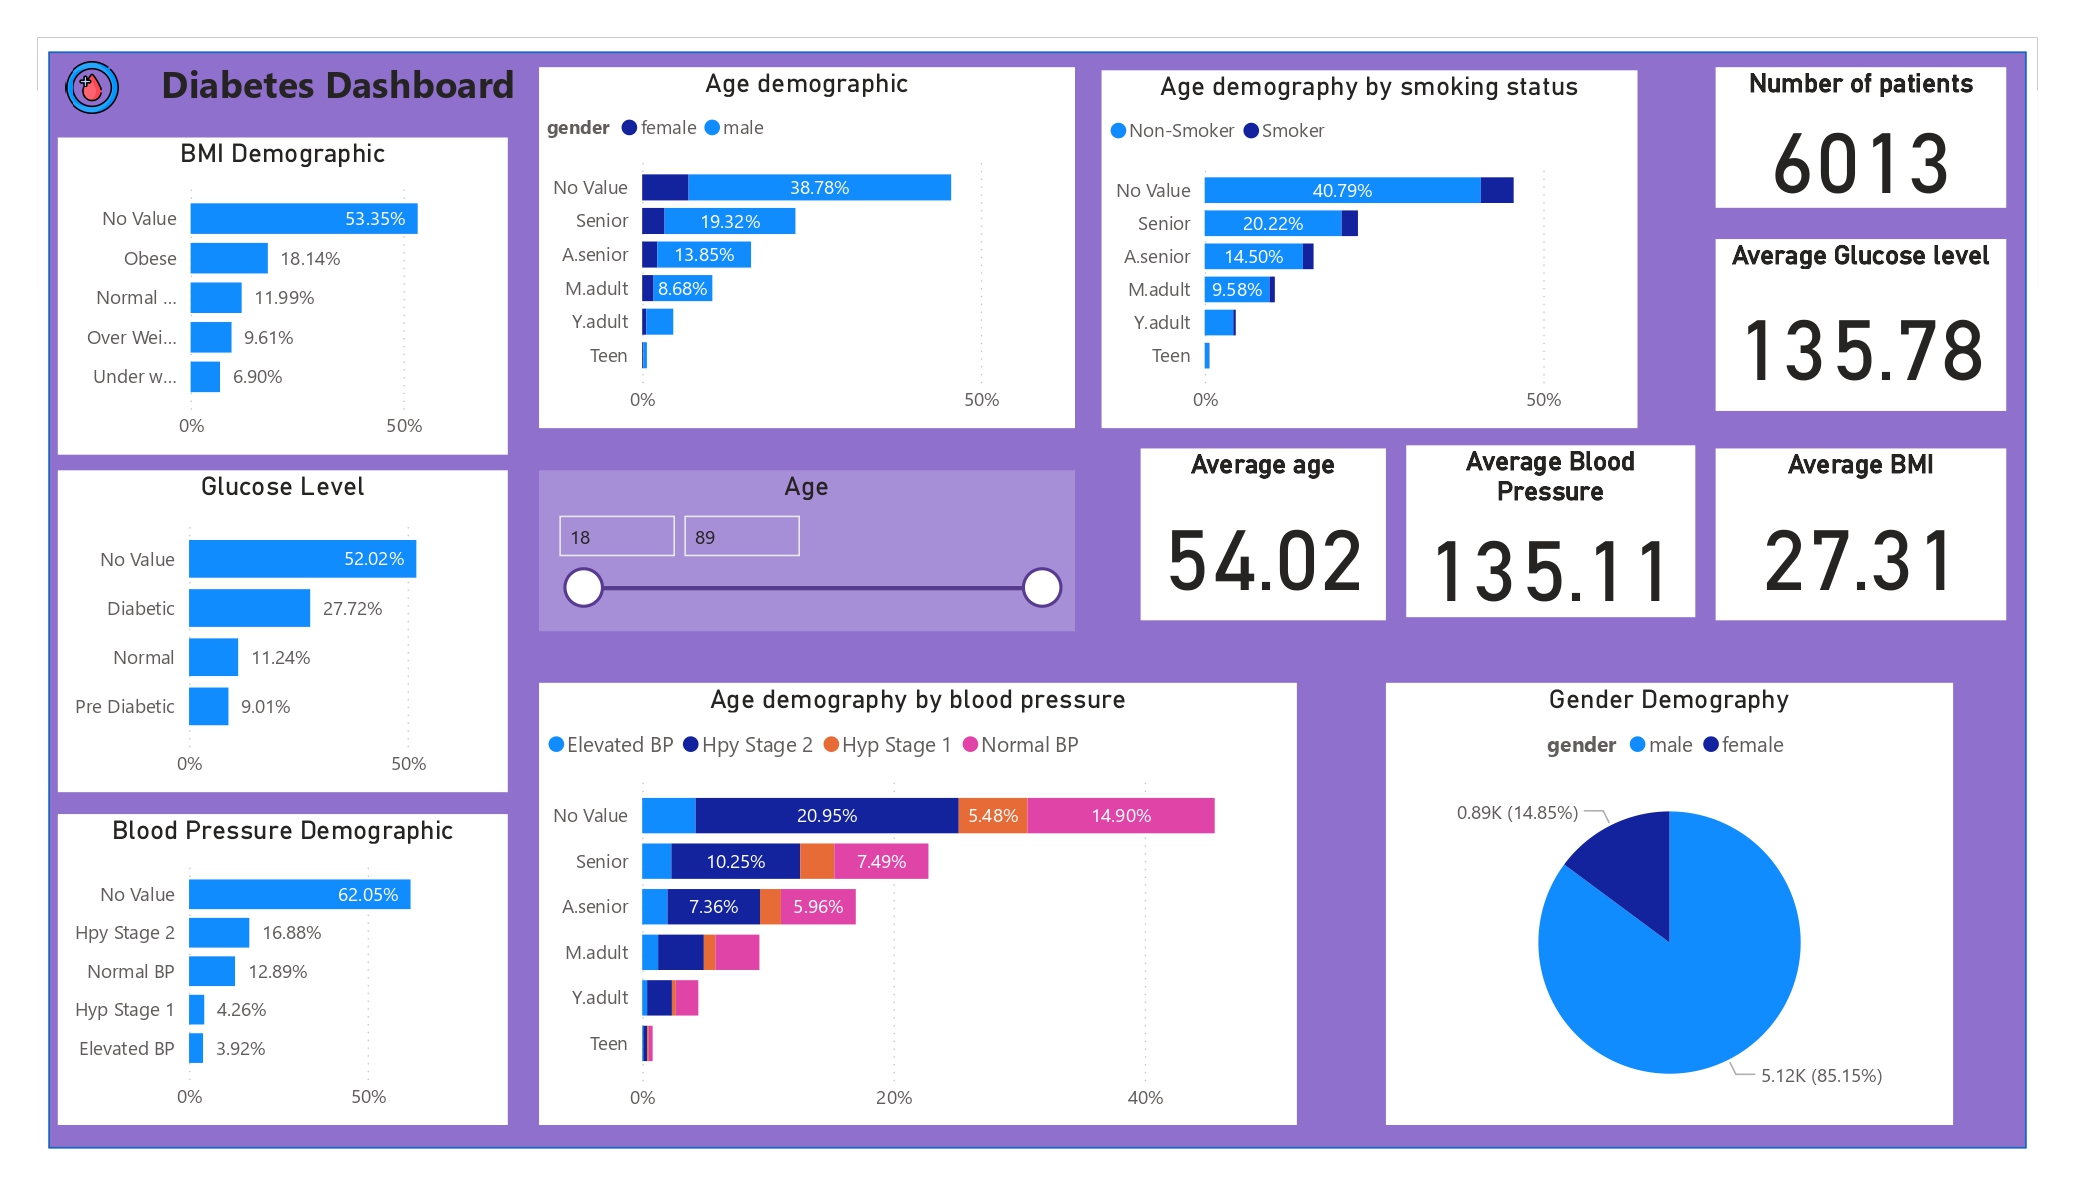 Diabetes Dashboard
BMI Demographic
No Value 53.35%
Obese 18.14%
Normal ... 11.99%
Over Wei... 9.61%
Under w... 6.90%
0% 50%
Glucose Level
No Value 52.02%
Diabetic 27.72%
Normal 11.24%
Pre Diabetic 9.01%
0% 50%
Blood Pressure Demographic
No Value 62.05%
Hpy Stage 2 16.88%
Normal BP 12.89%
Hyp Stage 1 4.26%
Elevated BP 3.92%
0% 50%
Age demographic
gender female male
No Value 38.78%
Senior 19.32%
A.senior 13.85%
M.adult 8.68%
Y.adult
Teen
0% 50%
Age demography by smoking status
Non-Smoker Smoker
No Value 40.79%
Senior 20.22%
A.senior 14.50%
M.adult 9.58%
Y.adult
Teen
0% 50%
Number of patients
6013
Average Glucose level
135.78
Age
18 89
Average age
54.02
Average Blood
Pressure
135.11
Average BMI
27.31
Age demography by blood pressure
Elevated BP Hpy Stage 2 Hyp Stage 1 Normal BP
No Value 20.95% 5.48% 14.90%
Senior 10.25% 7.49%
A.senior 7.36% 5.96%
M.adult
Y.adult
Teen
0% 20% 40%
Gender Demography
gender male female
0.89K (14.85%)
5.12K (85.15%)